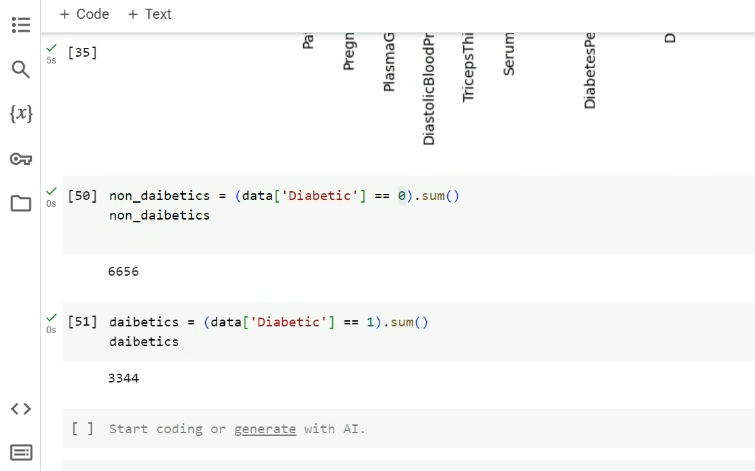 + Code + Text
5s [35]
Pa
Pregn
PlasmaG
DiastolicBloodPr
TricepsThi
Serum
DiabetesPe
D
{x}
0s [50] non_daibetics = (data['Diabetic'] == 0).sum()
non_daibetics
6656
0s [51] daibetics = (data['Diabetic'] == 1).sum()
daibetics
3344
[ ] Start coding or generate with AI.